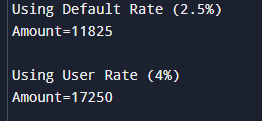 Using Default Rate (2.5%)
Amount=11825
Using User Rate (4%)
Amount=17250